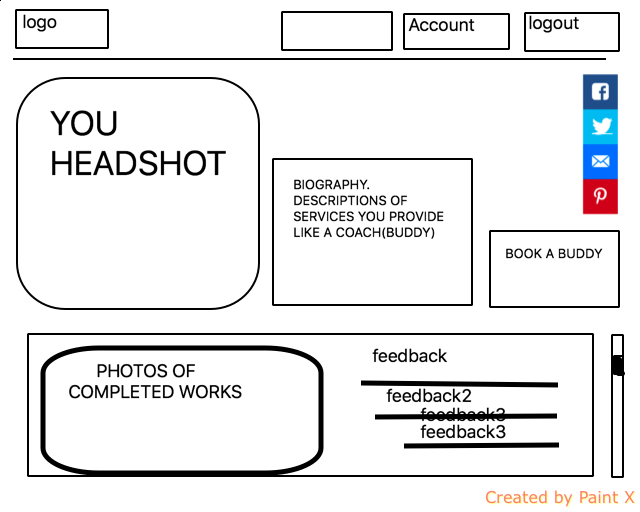 logo
Account
logout
YOU
HEADSHOT
BIOGRAPHY.
DESCRIPTIONS OF
SERVICES YOU PROVIDE
LIKE A COACH(BUDDY)
BOOK A BUDDY
PHOTOS OF
COMPLETED WORKS
feedback
feedback2
feedback3
feedback3
Created by Paint X